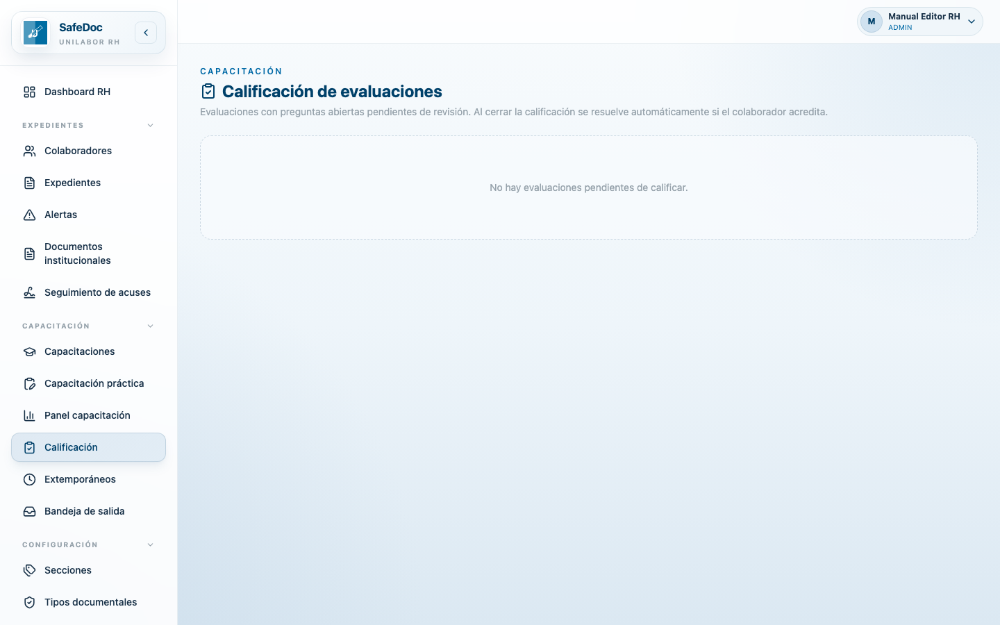 SafeDoc
UNILABOR RH
Manual Editor RH
M
ADMIN
Dashboard RH
EXPEDIENTES
Colaboradores
Expedientes
Alertas
Documentos
institucionales
Seguimiento de acuses
CAPACITACIÓN
Capacitaciones
Capacitación práctica
Panel capacitación
Calificación
Extemporáneos
Bandeja de salida
CONFIGURACIÓN
Secciones
Tipos documentales
CAPACITACIÓN
Calificación de evaluaciones
Evaluaciones con preguntas abiertas pendientes de revisión. Al cerrar la calificación se resuelve automáticamente si el colaborador acredita.
No hay evaluaciones pendientes de calificar.